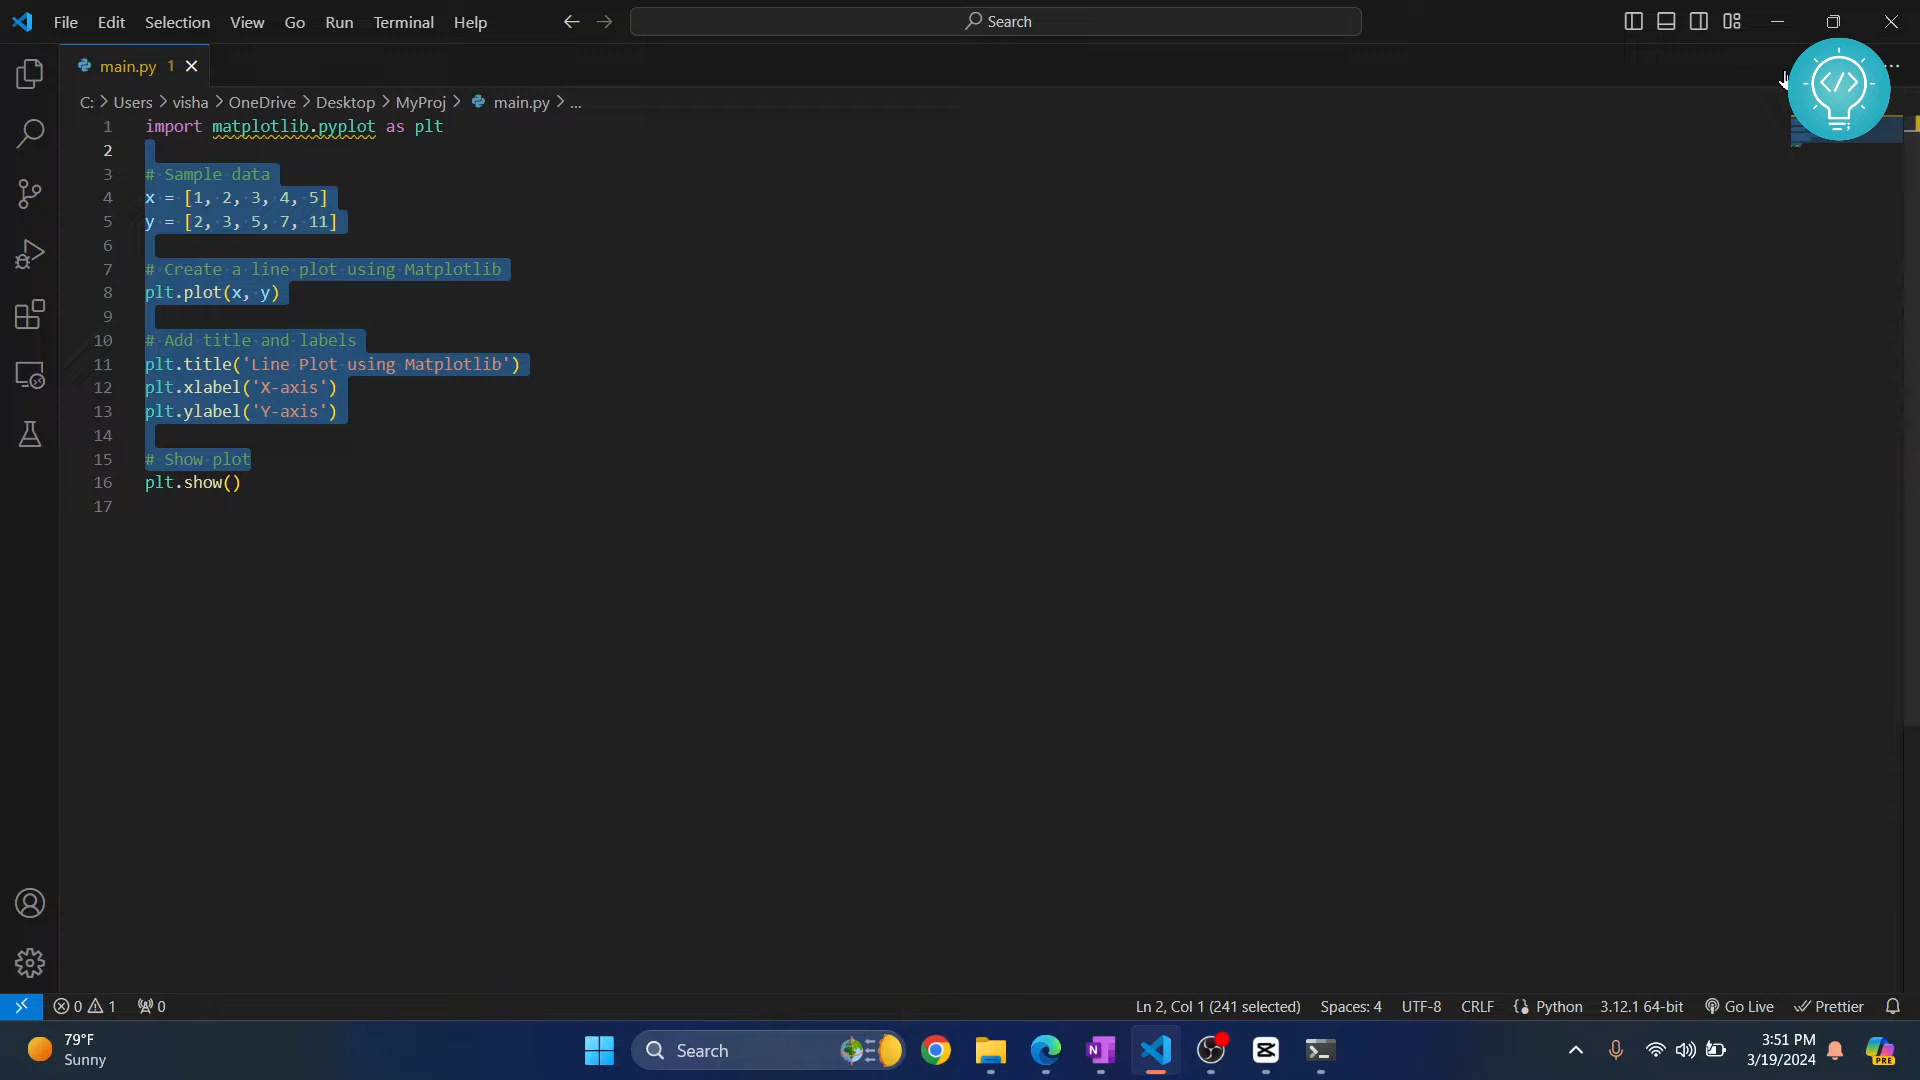 File Edit Selection View Go Run Terminal Help
Search
main.py 1
C: > Users > visha > OneDrive > Desktop > MyProj > main.py > ...
1 import matplotlib.pyplot as plt
2
3 # Sample data
4 x = [1, 2, 3, 4, 5]
5 y = [2, 3, 5, 7, 11]
6
7 # Create a line plot using Matplotlib
8 plt.plot(x, y)
9
10 # Add title and labels
11 plt.title('Line Plot using Matplotlib')
12 plt.xlabel('X-axis')
13 plt.ylabel('Y-axis')
14
15 # Show plot
16 plt.show()
17
0 1 0 Ln 2, Col 1 (241 selected) Spaces: 4 UTF-8 CRLF {} Python 3.12.1 64-bit Go Live Prettier
79°F
Sunny
Search
N
PRE
3:51 PM
3/19/2024